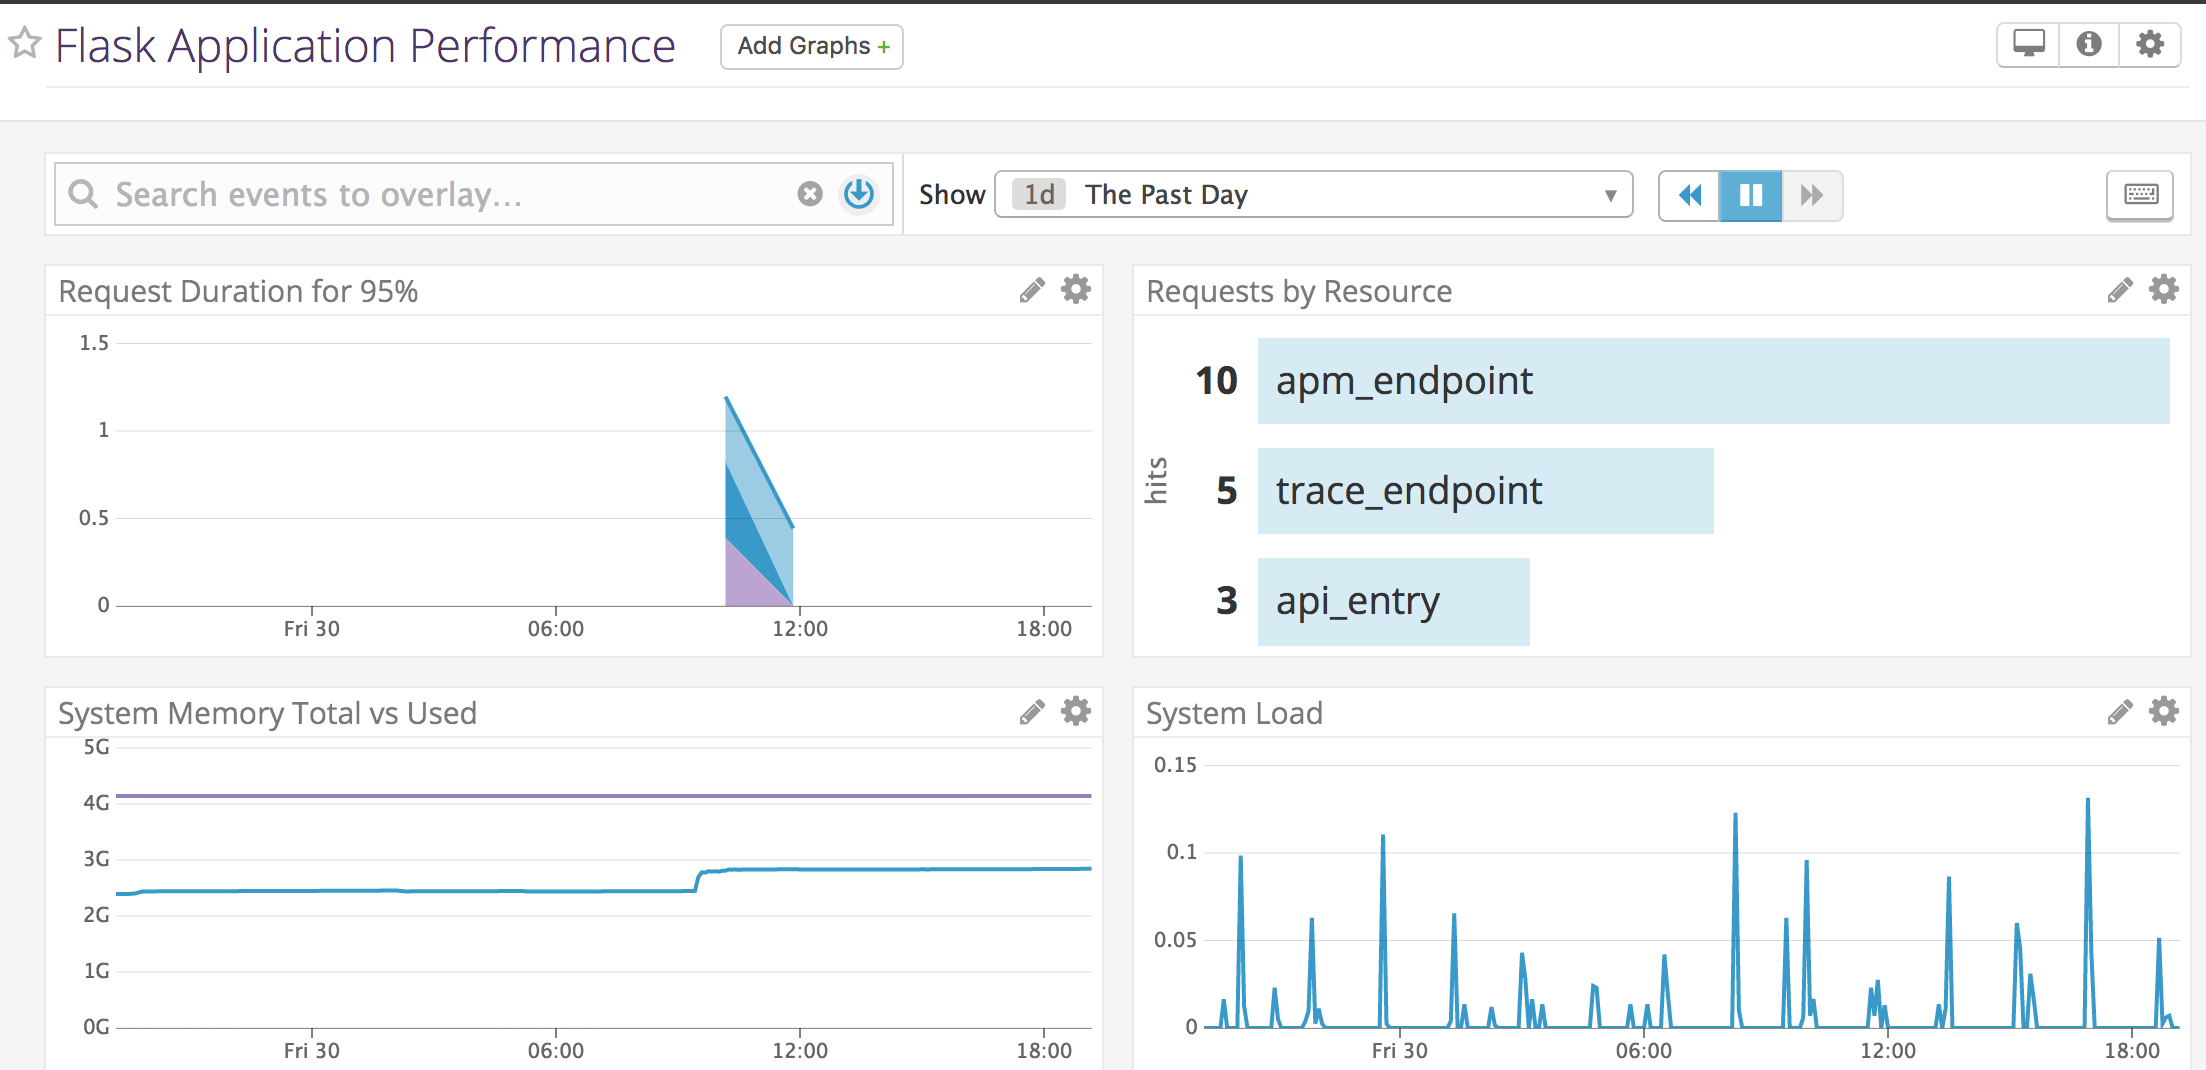 Flask Application Performance
Add Graphs +
Search events to overlay...
Show
1d The Past Day
Request Duration for 95%
1.5
1
0.5
0
Fri 30 06:00 12:00 18:00
Requests by Resource
hits
10 apm_endpoint
5 trace_endpoint
3 api_entry
System Memory Total vs Used
5G
4G
3G
2G
1G
0G
Fri 30 06:00 12:00 18:00
System Load
0.15
0.1
0.05
0
Fri 30 06:00 12:00 18:00